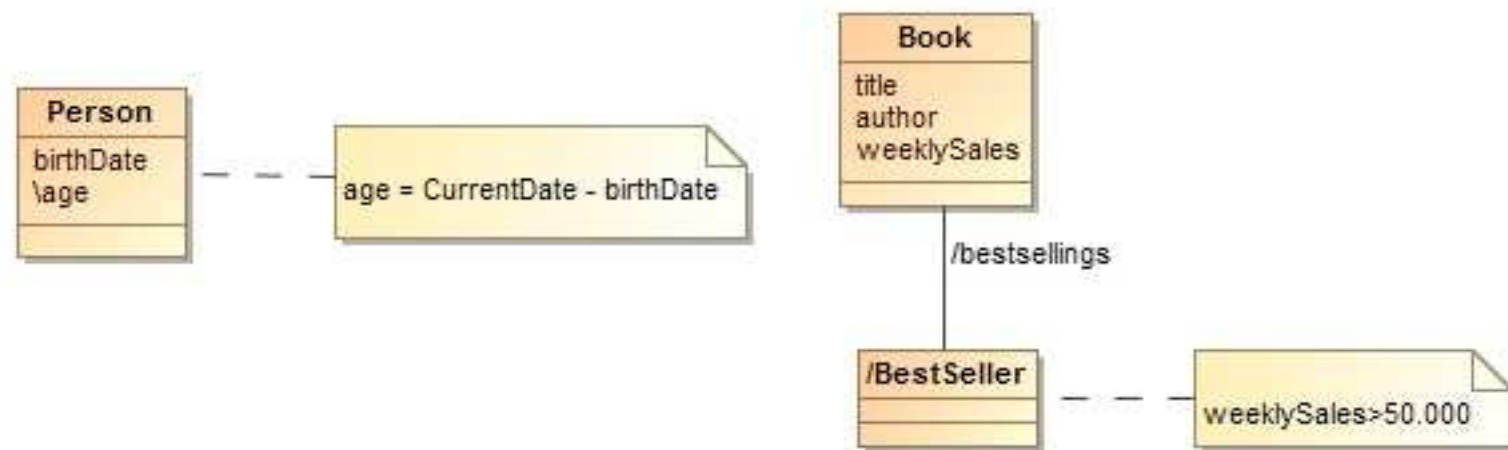 Person
birthDate
\age
age = CurrentDate - birthDate
Book
title
author
weeklySales
/bestsellings
/BestSeller
weeklySales>50.000